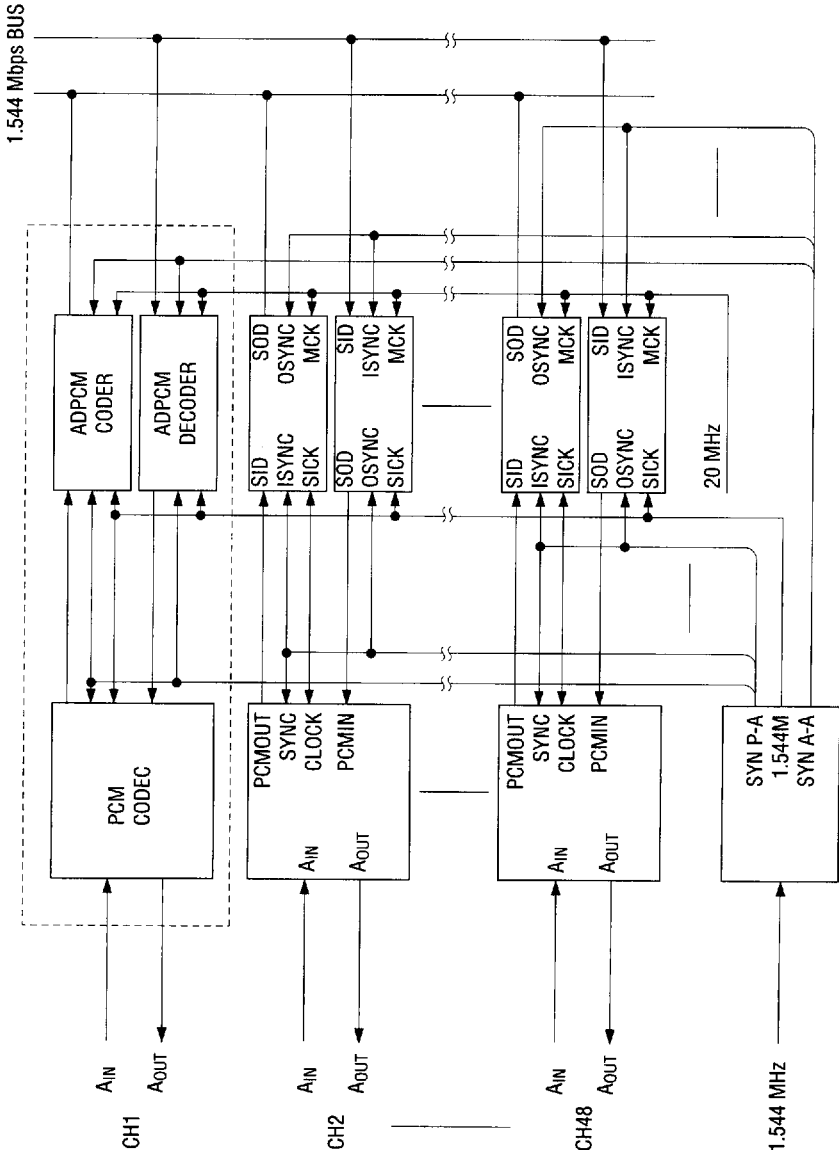 1.544 Mbps BUS
ADPCM
CODER
ADPCM
DECODER
PCM
CODEC
AIN
AOUT
CH1
SOD
OSYNC
MCK
SID
ISYNC
SICK
SID
ISYNC
MCK
SOD
OSYNC
SICK
PCMOUT
SYNC
CLOCK
PCMIN
AIN
AOUT
AIN
AOUT
CH2
SOD
OSYNC
MCK
SID
ISYNC
SICK
SID
ISYNC
MCK
SOD
OSYNC
SICK
PCMOUT
SYNC
CLOCK
PCMIN
AIN
AOUT
AIN
AOUT
CH48
20 MHz
SYN P-A
1.544M
SYN A-A
1.544 MHz